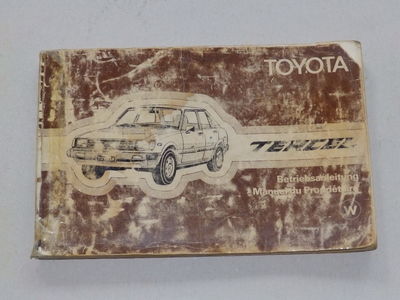 TOYOTA
TERCEL
Betriebsanleitung
Manuel du Propriétaire
W